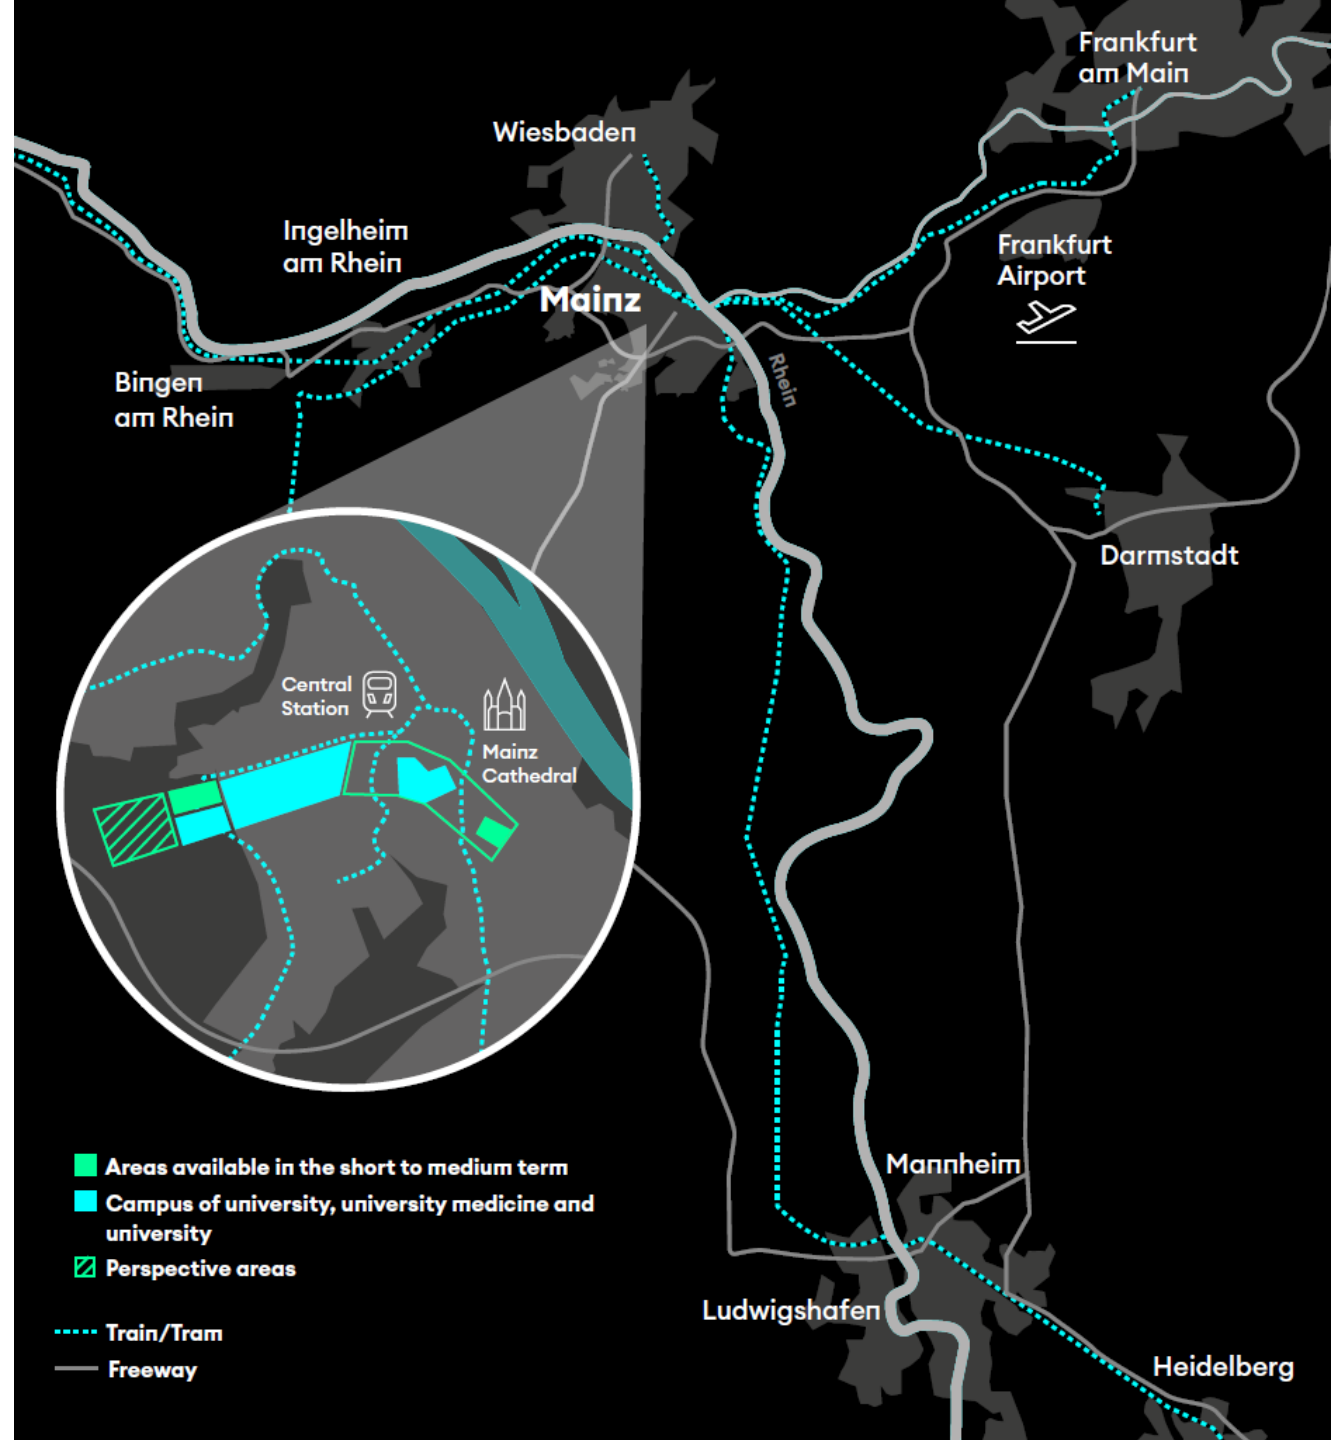 Frankfurt
am Main
Wiesbaden
Ingelheim
am Rhein
Frankfurt
Airport
Mainz
Rhein
Bingen
am Rhein
Darmstadt
Central
Station
Mainz
Cathedral
Areas available in the short to medium term
Campus of university, university medicine and
university
Perspective areas
Train/Tram
Freeway
Mannheim
Ludwigshafen
Heidelberg